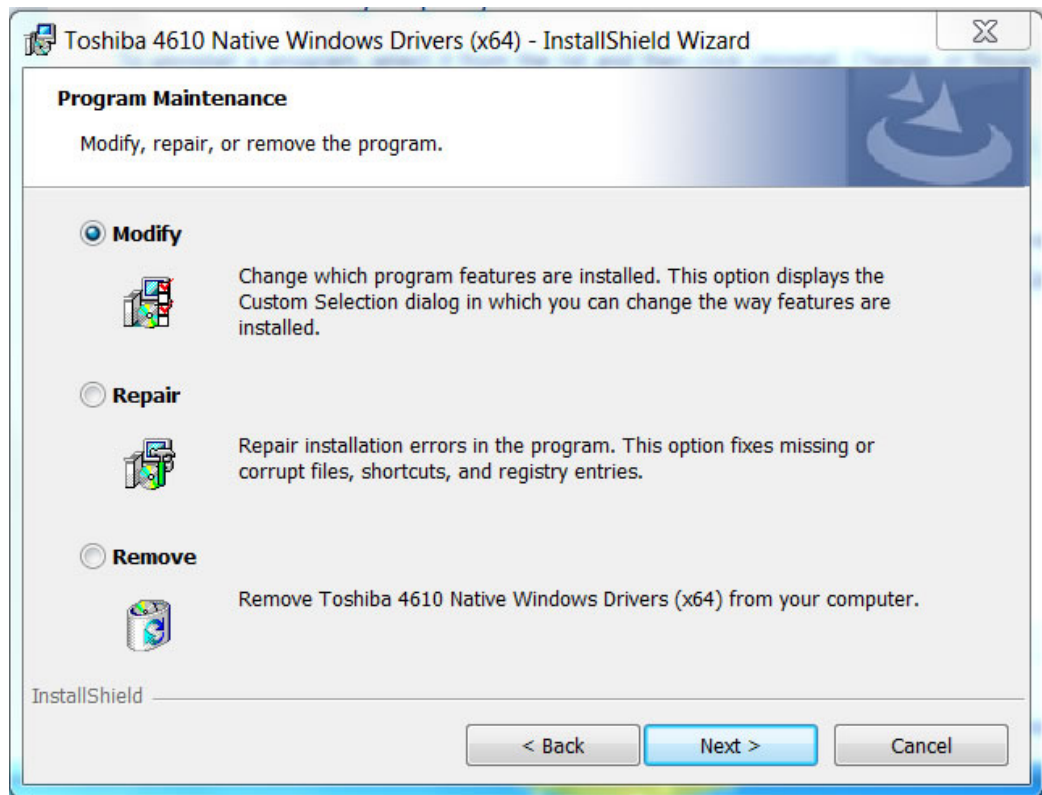 Toshiba 4610 Native Windows Drivers (x64) - InstallShield Wizard
Program Maintenance
Modify, repair, or remove the program.
Modify
Change which program features are installed. This option displays the
Custom Selection dialog in which you can change the way features are
installed.
Repair
Repair installation errors in the program. This option fixes missing or
corrupt files, shortcuts, and registry entries.
Remove
Remove Toshiba 4610 Native Windows Drivers (x64) from your computer.
InstallShield
< Back
Next >
Cancel